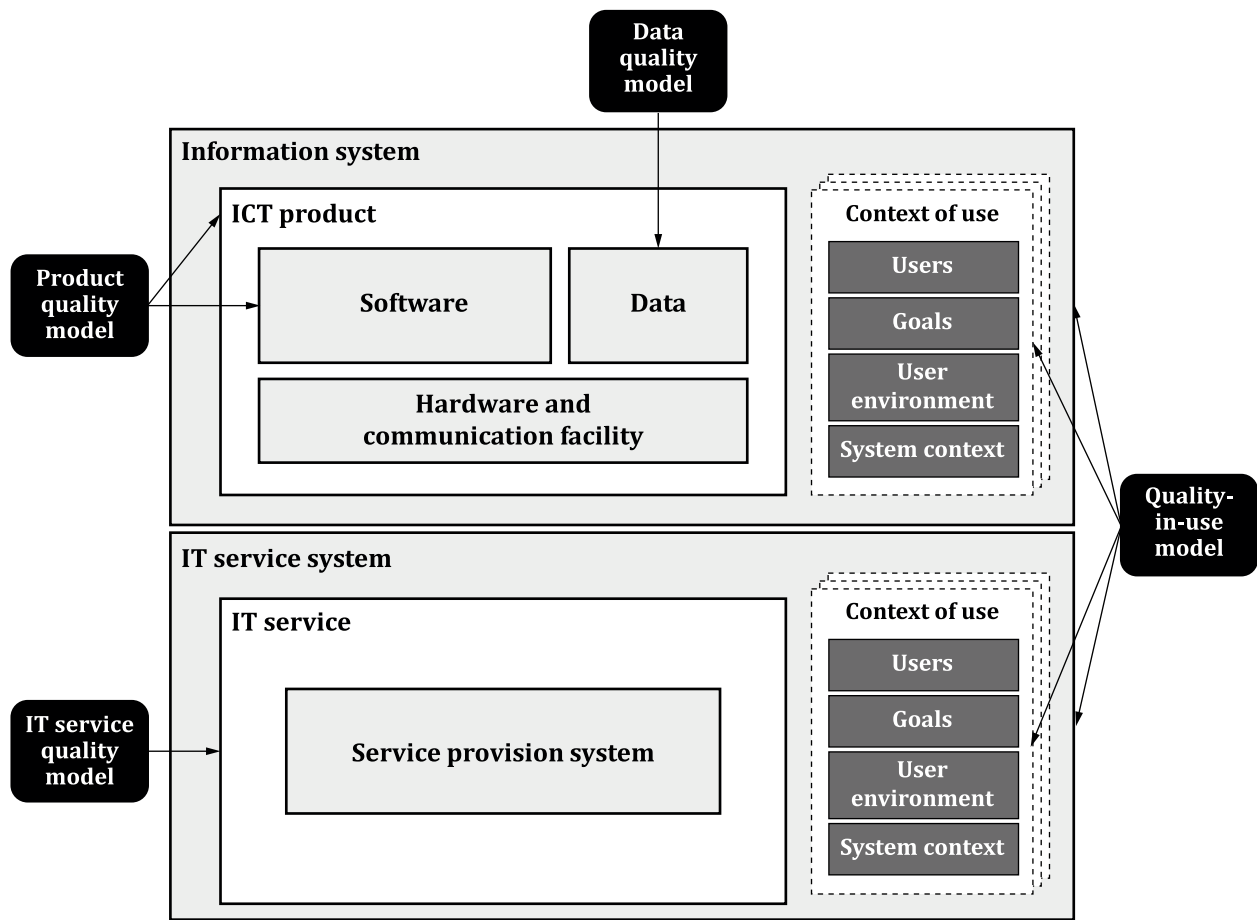 Data
quality
model
Information system
ICT product
Context of use
Users
Software
Data
Product
quality
model
Goals
User
environment
Hardware and
communication facility
System context
Quality-
in-use
model
IT service system
IT service
Context of use
Users
Goals
IT service
quality
model
Service provision system
User
environment
System context